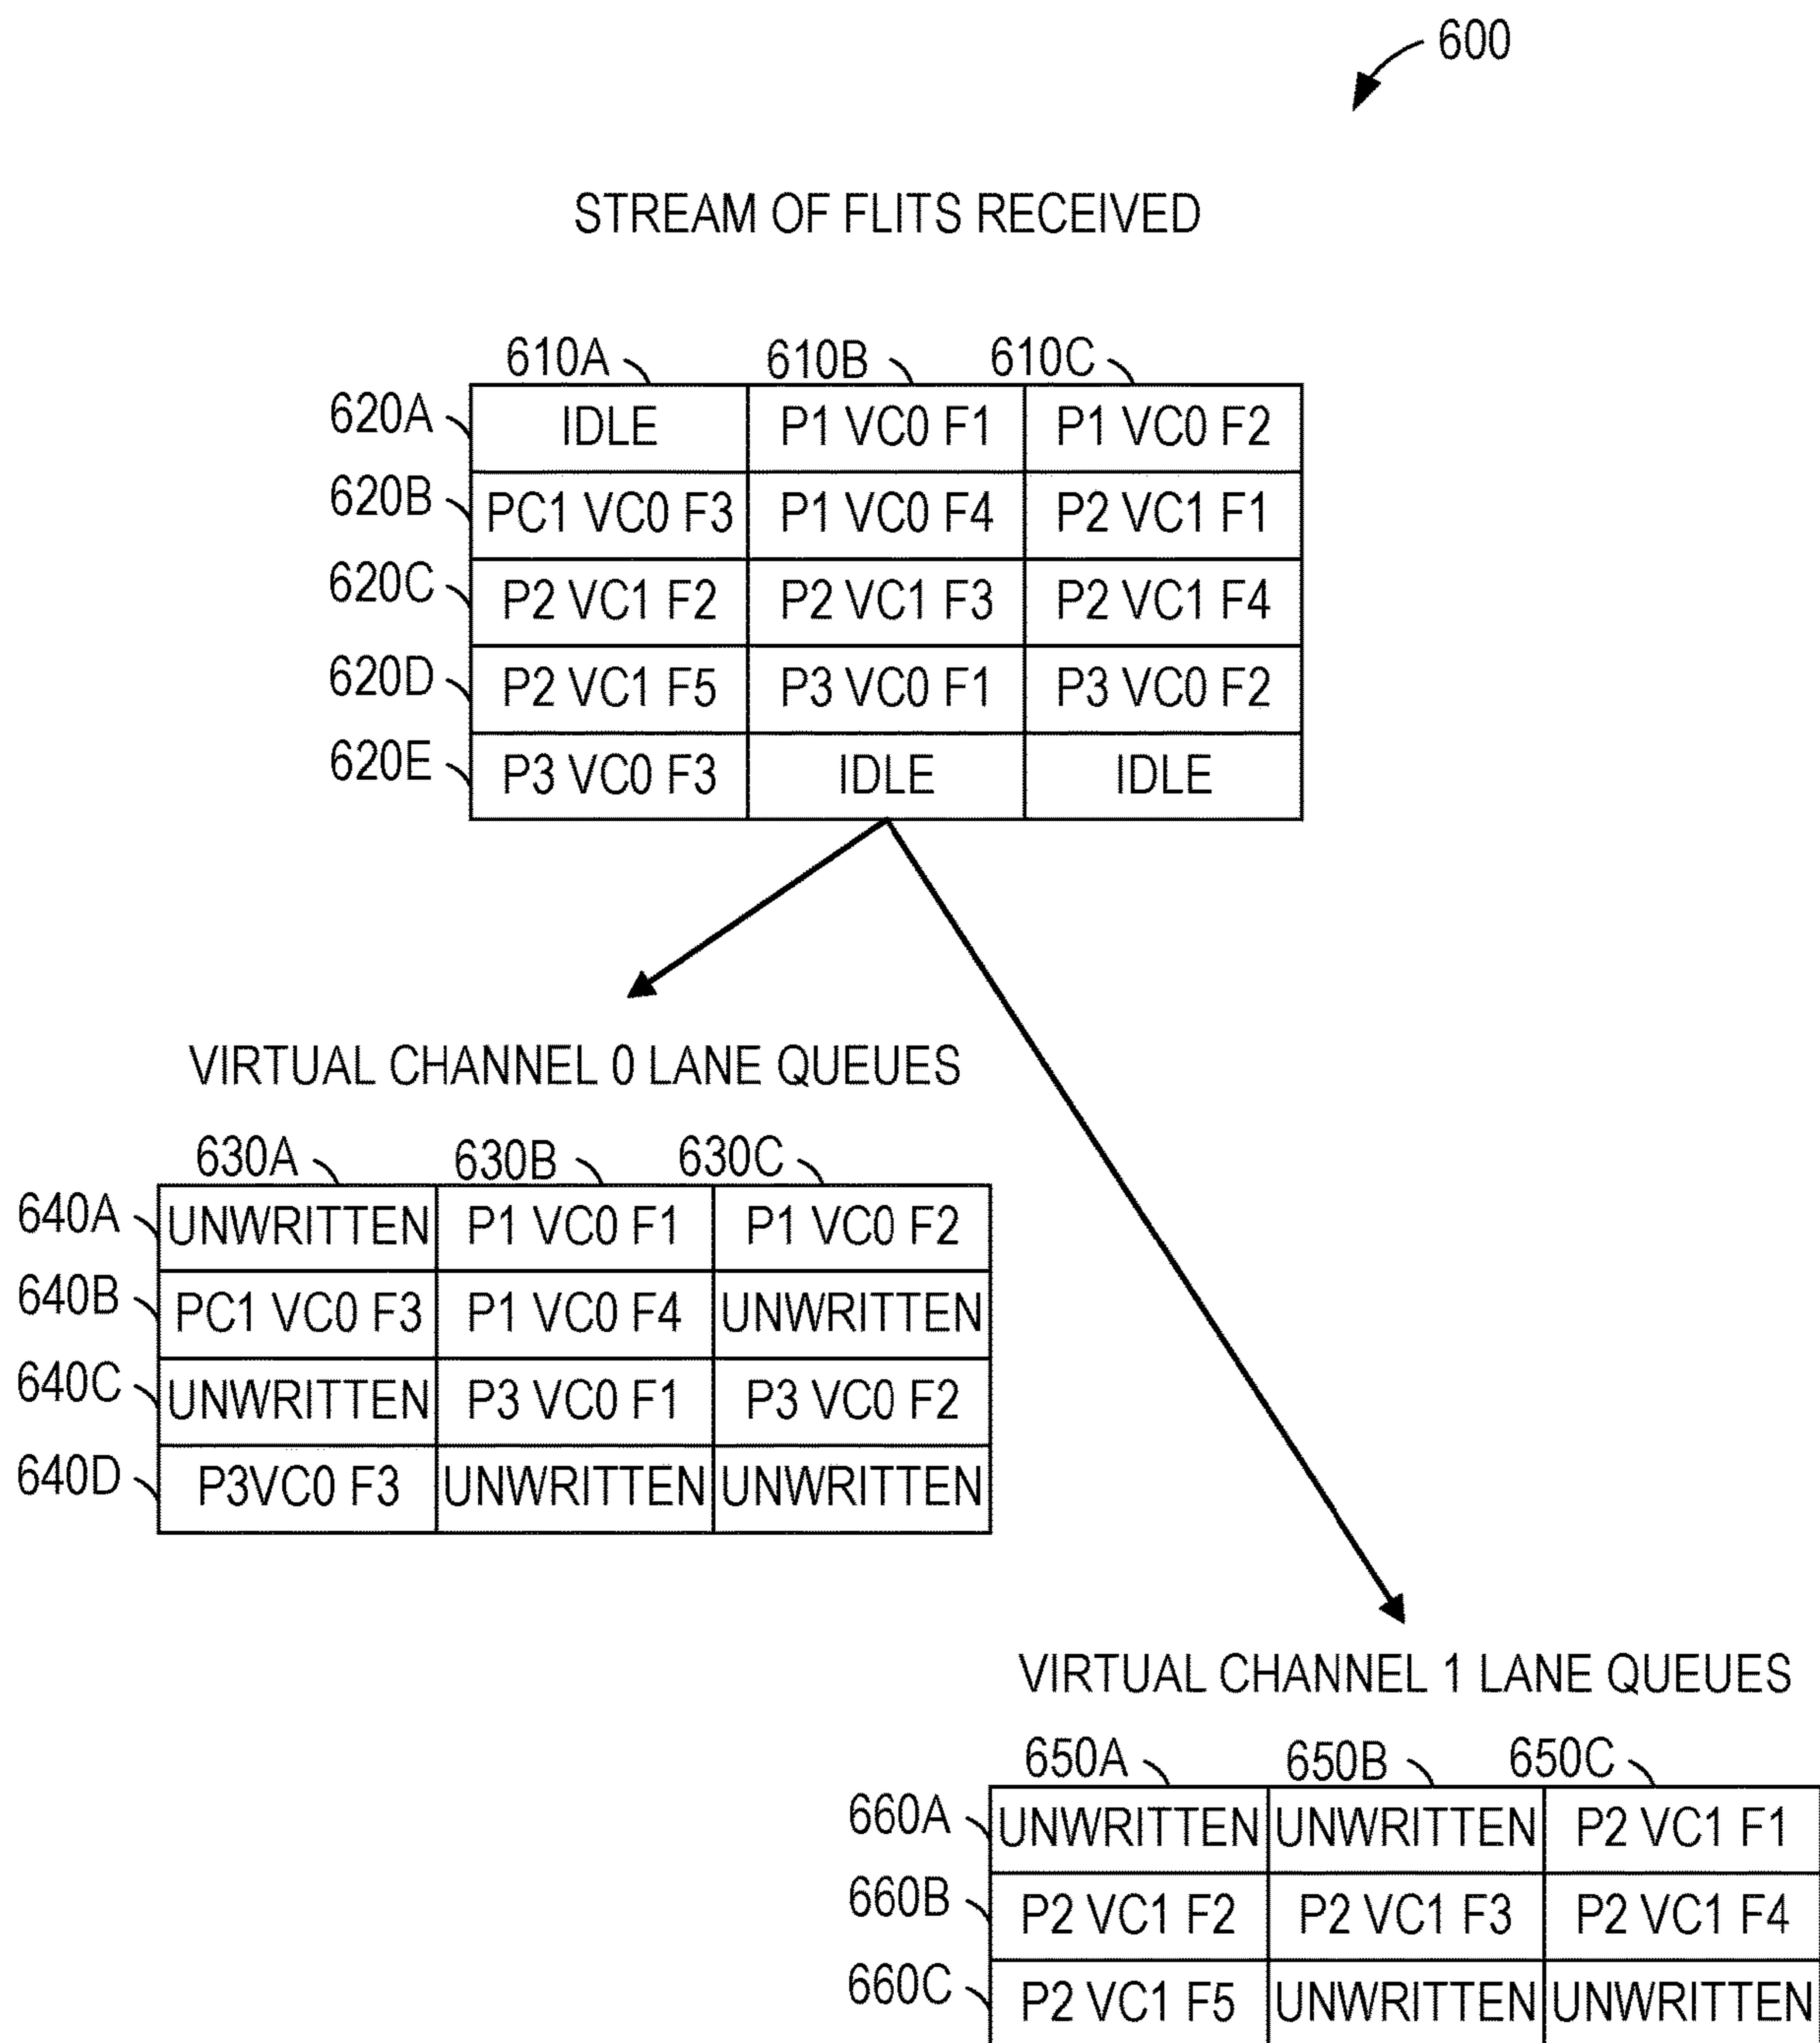 600
STREAM OF FLITS RECEIVED
610A 610B 610C
620A IDLE P1 VC0 F1 P1 VC0 F2
620B PC1 VC0 F3 P1 VC0 F4 P2 VC1 F1
620C P2 VC1 F2 P2 VC1 F3 P2 VC1 F4
620D P2 VC1 F5 P3 VC0 F1 P3 VC0 F2
620E P3 VC0 F3 IDLE IDLE
VIRTUAL CHANNEL 0 LANE QUEUES
630A 630B 630C
640A UNWRITTEN P1 VC0 F1 P1 VC0 F2
640B PC1 VC0 F3 P1 VC0 F4 UNWRITTEN
640C UNWRITTEN P3 VC0 F1 P3 VC0 F2
640D P3VC0 F3 UNWRITTEN UNWRITTEN
VIRTUAL CHANNEL 1 LANE QUEUES
650A 650B 650C
660A UNWRITTEN UNWRITTEN P2 VC1 F1
660B P2 VC1 F2 P2 VC1 F3 P2 VC1 F4
660C P2 VC1 F5 UNWRITTEN UNWRITTEN